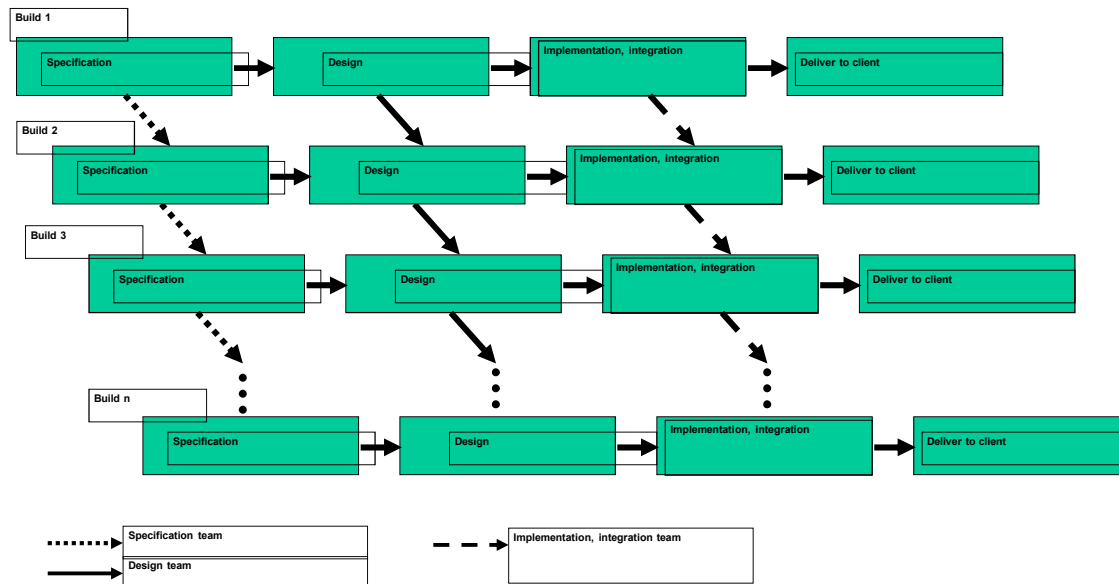 Build 1
Specification
Design
Implementation, integration
Deliver to client
Build 2
Specification
Design
Implementation, integration
Deliver to client
Build 3
Specification
Design
Implementation, integration
Deliver to client
Build n
Specification
Design
Implementation, integration
Deliver to client
Specification team
Implementation, integration team
Design team